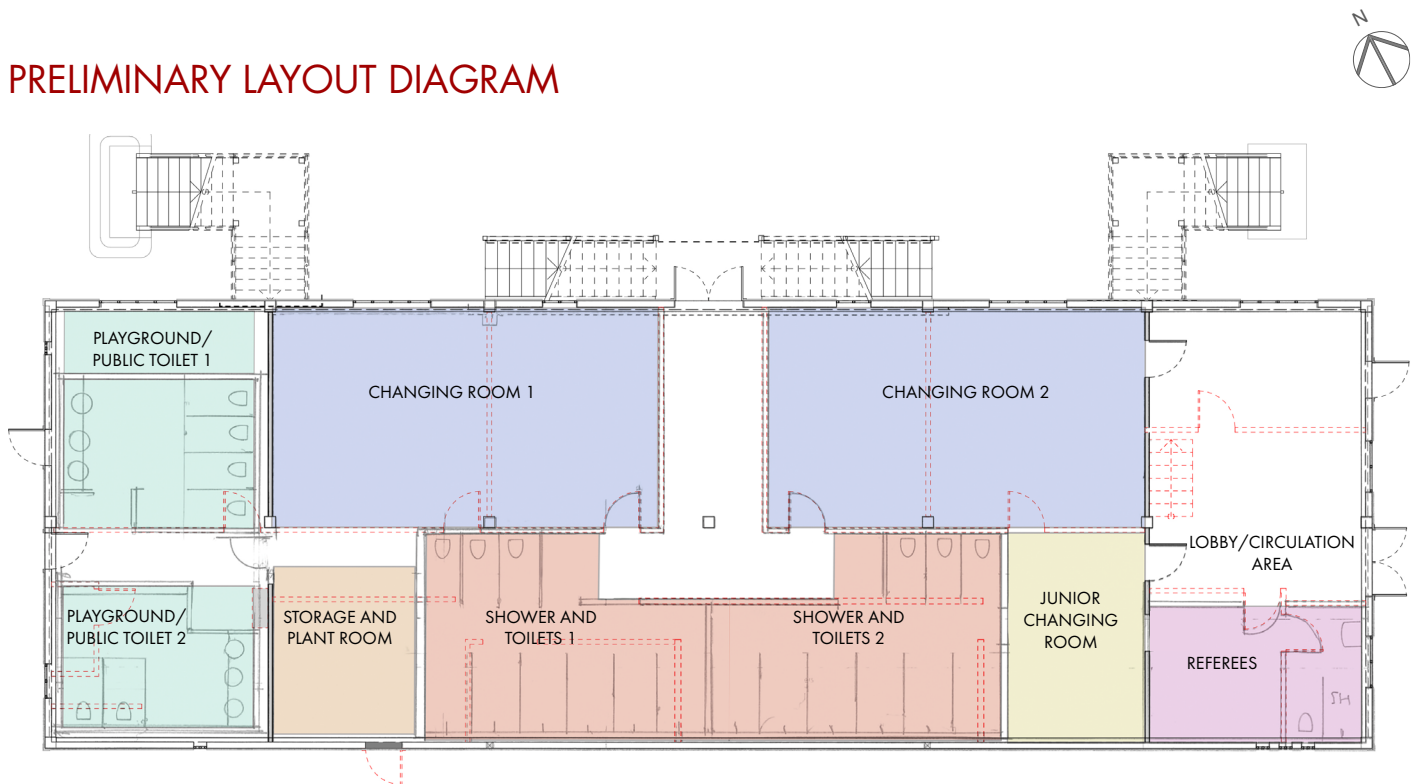 N
PRELIMINARY LAYOUT DIAGRAM
PLAYGROUND/
PUBLIC TOILET 1
CHANGING ROOM 1
CHANGING ROOM 2
LOBBY/CIRCULATION
AREA
PLAYGROUND/
PUBLIC TOILET 2
STORAGE AND
PLANT ROOM
SHOWER AND
TOILETS 1
SHOWER AND
TOILETS 2
JUNIOR
CHANGING
ROOM
REFEREES
SH